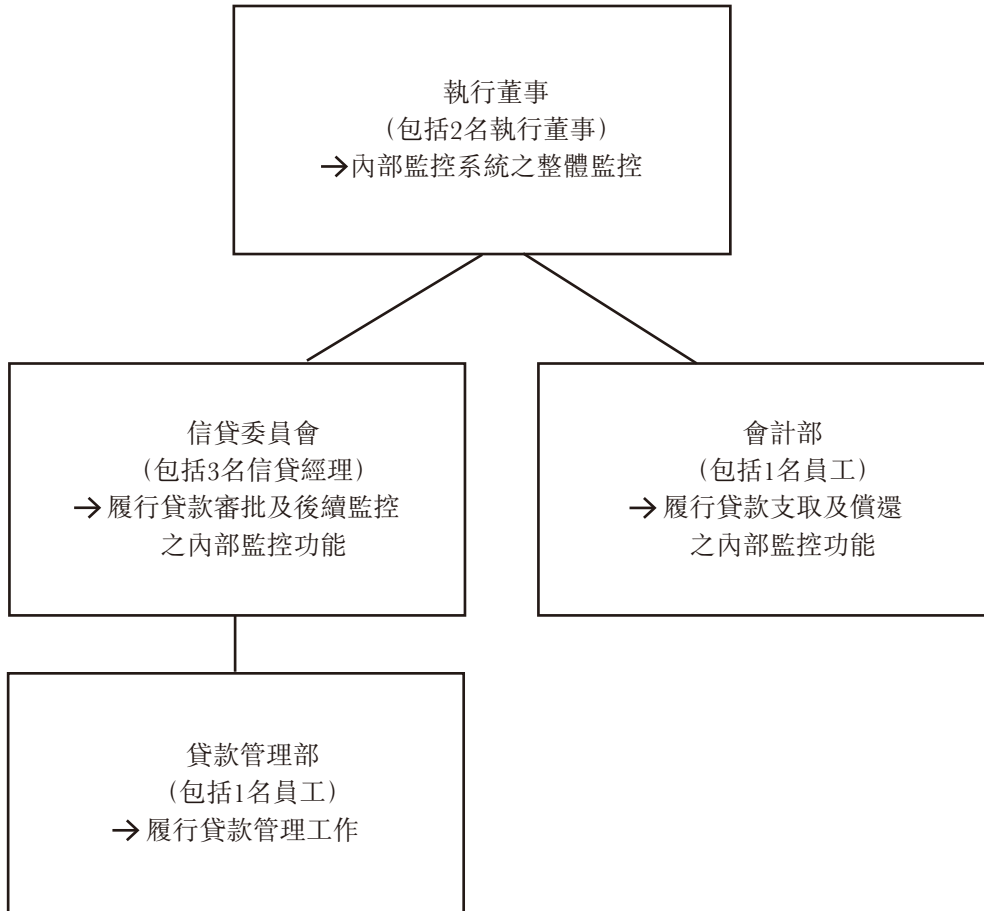 執行董事
(包括2名執行董事)
→內部監控系統之整體監控
信貸委員會
(包括3名信貸經理)
→ 履行貸款審批及後續監控
之內部監控功能
會計部
(包括1名員工)
→ 履行貸款支取及償還
之內部監控功能
貸款管理部
(包括1名員工)
→ 履行貸款管理工作